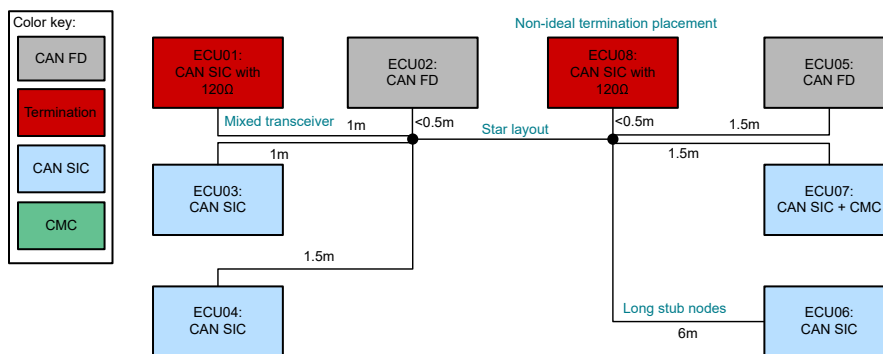 Color key:
CAN FD
Termination
CAN SIC
CMC
Non-ideal termination placement
ECU01:
CAN SIC with
120Ω
ECU02:
CAN FD
ECU08:
CAN SIC with
120Ω
ECU05:
CAN FD
Mixed transceiver
1m
<0.5m
Star layout
<0.5m
1.5m
1m
1.5m
ECU03:
CAN SIC
ECU07:
CAN SIC + CMC
1.5m
ECU04:
CAN SIC
Long stub nodes
6m
ECU06:
CAN SIC